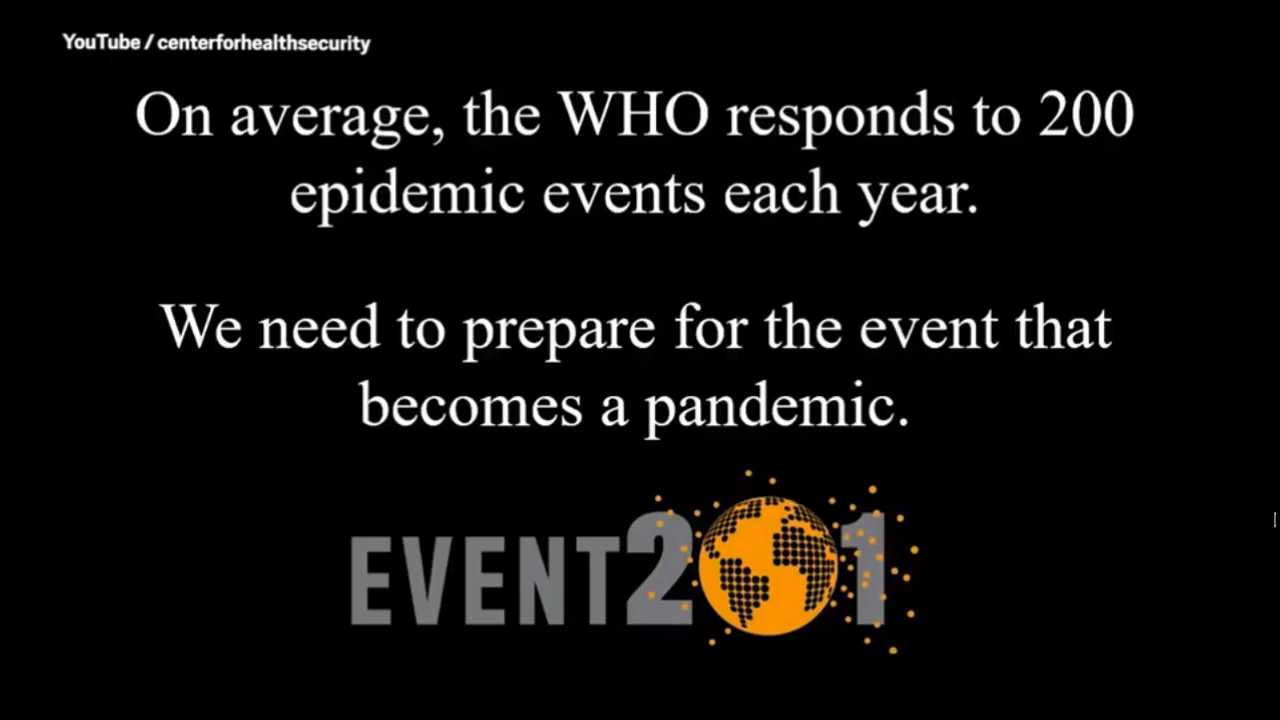 YouTube / centerforhealthsecurity
On average, the WHO responds to 200
epidemic events each year.
We need to prepare for the event that
becomes a pandemic.
EVENT201